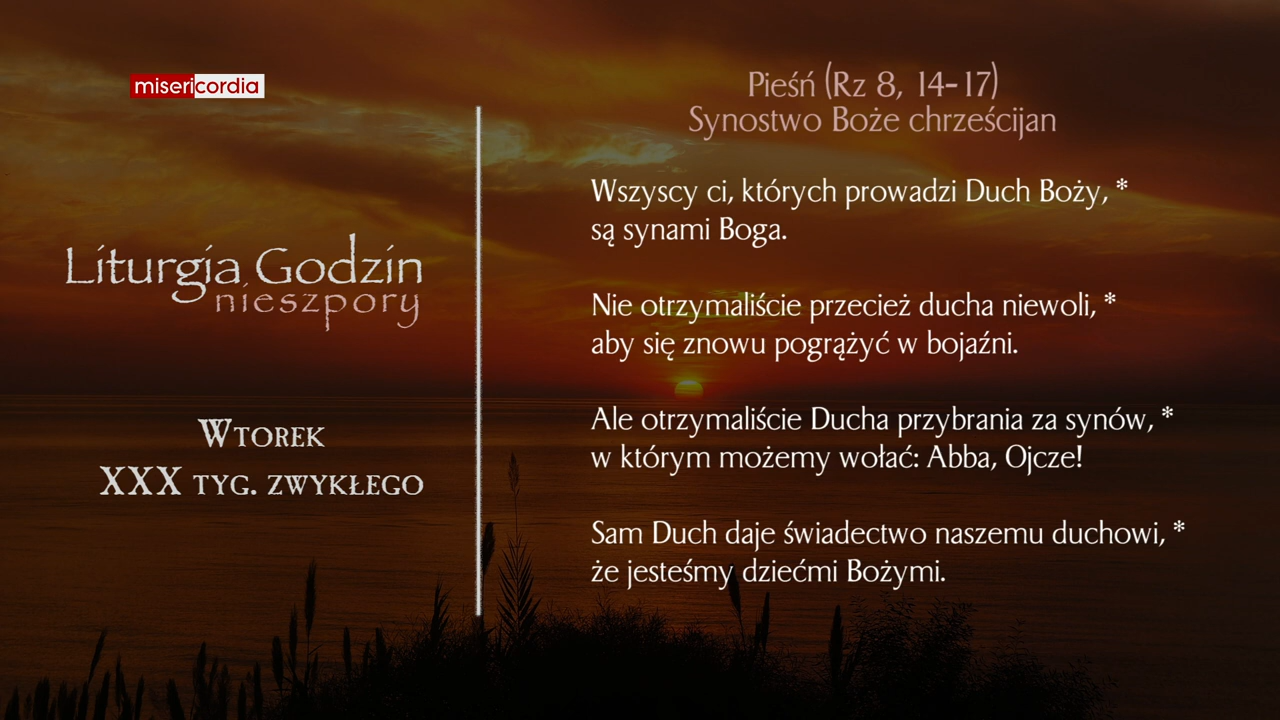 misericordia
Liturgia Godzin
nieszpory
Wtorek
XXX tyg. zwykłego
Pieśń (Rz 8, 14-17)
Synostwo Boże chrześcijan
Wszyscy ci, których prowadzi Duch Boży, *
są synami Boga.
Nie otrzymaliście przecież ducha niewoli, *
aby się znowu pogrążyć w bojaźni.
Ale otrzymaliście Ducha przybrania za synów, *
w którym możemy wołać: Abba, Ojcze!
Sam Duch daje świadectwo naszemu duchowi, *
że jesteśmy dziećmi Bożymi.